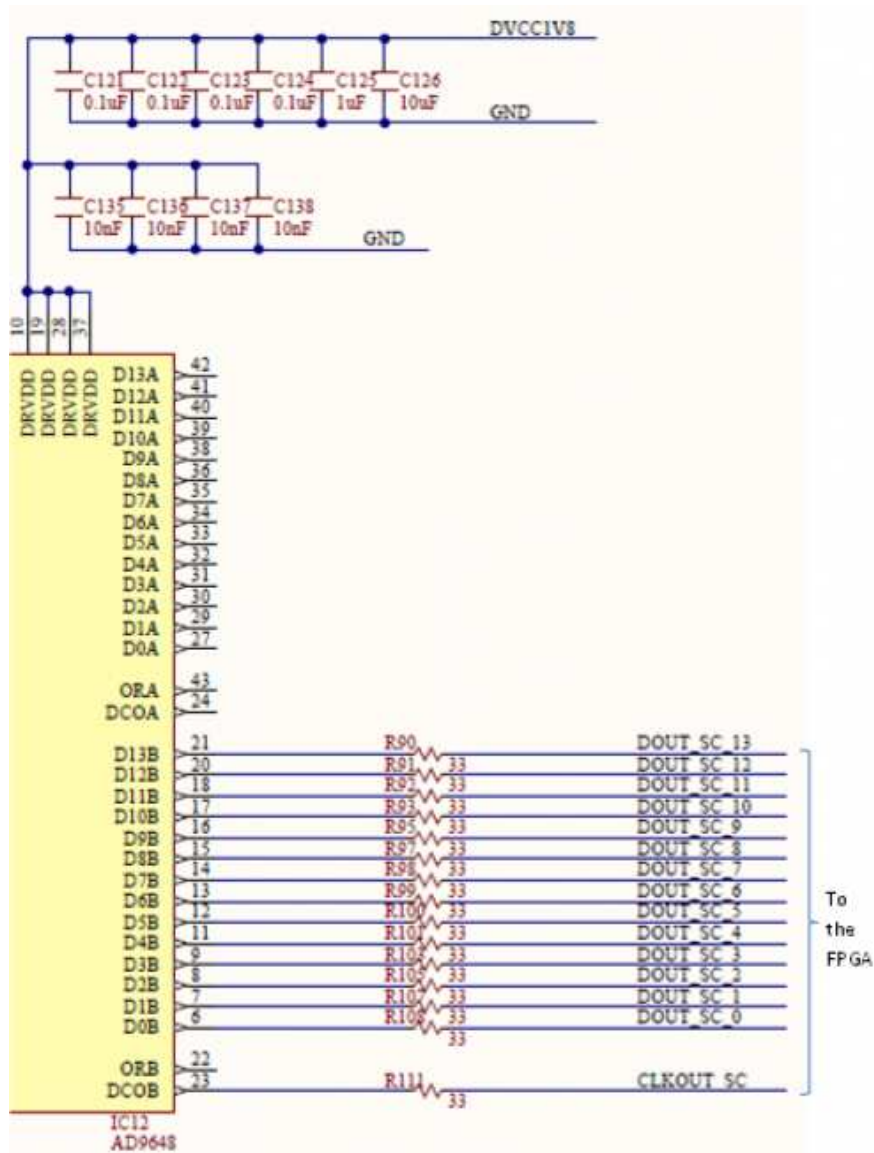 DVCC1V8
C121 C122 C123 C124 C125 C126
0.1uF 0.1uF 0.1uF 0.1uF 1uF 10uF
GND
C135 C136 C137 C138
10nF 10nF 10nF 10nF
GND
10 19 28 37
DRVDD DRVDD DRVDD DRVDD
D13A 42
D12A 41
D11A 40
D10A 39
D9A 38
D8A 36
D7A 35
D6A 34
D5A 33
D4A 32
D3A 31
D2A 30
D1A 29
D0A 27
ORA 43
DCOA 24
D13B 21 R90 33 DOUT_SC_13
D12B 20 R91 33 DOUT_SC_12
D11B 18 R92 33 DOUT_SC_11
D10B 17 R93 33 DOUT_SC_10
D9B 16 R95 33 DOUT_SC_9
D8B 15 R97 33 DOUT_SC_8
D7B 14 R98 33 DOUT_SC_7
D6B 13 R99 33 DOUT_SC_6
D5B 12 R100 33 DOUT_SC_5
D4B 11 R101 33 DOUT_SC_4
D3B 9 33 DOUT_SC_3
D2B 8 33 DOUT_SC_2
D1B 7 R107 33 DOUT_SC_1
D0B 6 R108 33 DOUT_SC_0
ORB 22
DCOB 23 R111 33 CLKOUT_SC
To
the
FPGA
IC12
AD9648